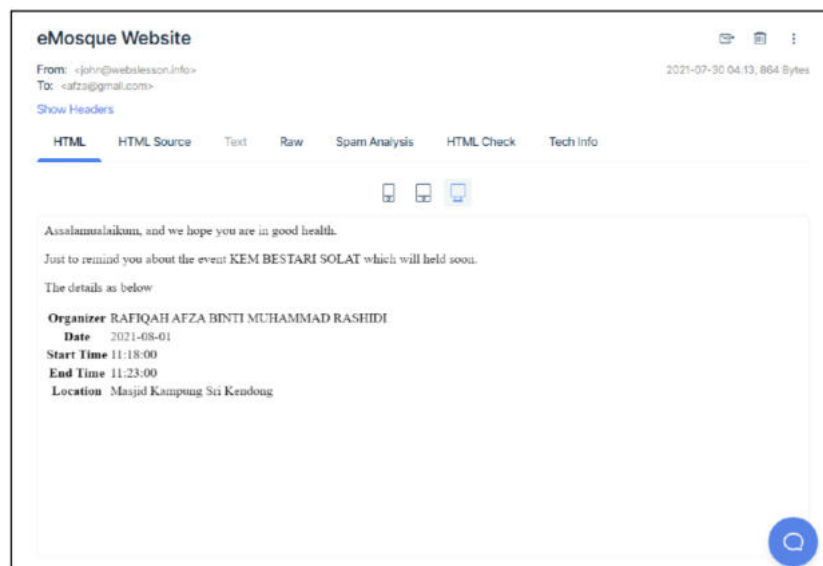 eMosque Website
From: <john@webslesson.info>
2021-07-30 04:13, 864 Bytes
To: <afza@gmail.com>
Show Headers
HTML HTML Source Text Raw Spam Analysis HTML Check Tech Info
Assalamualaikum, and we hope you are in good health.
Just to remind you about the event KEM BESTARI SOLAT which will held soon.
The details as below
Organizer RAFIQAH AFZA BINTI MUHAMMAD RASHIDI
Date 2021-08-01
Start Time 11:18:00
End Time 11:23:00
Location Masjid Kampung Sri Kendong